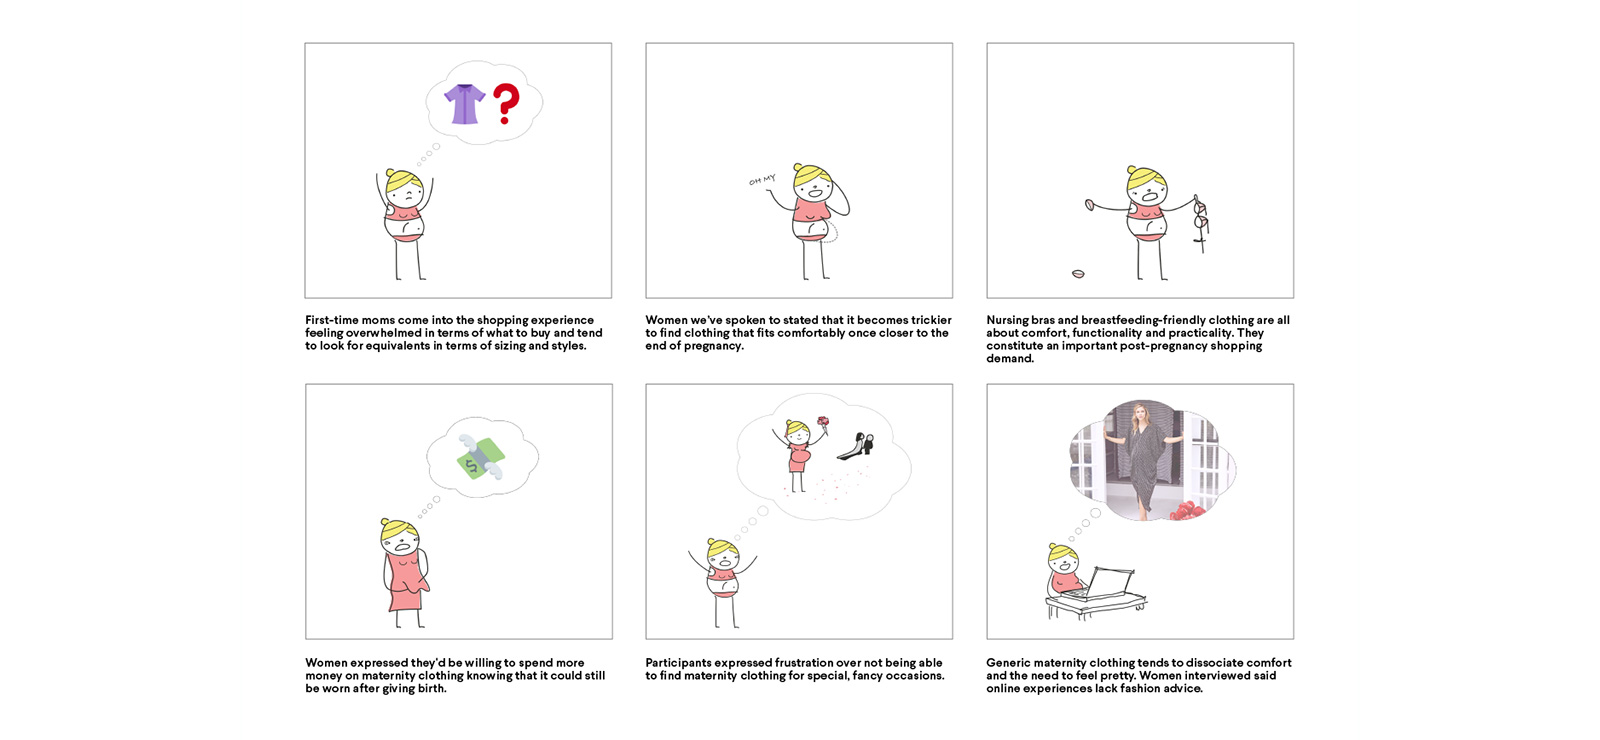 ?
OH MY
First-time moms come into the shopping experience
feeling overwhelmed in terms of what to buy and tend
to look for equivalents in terms of sizing and styles.
Women we've spoken to stated that it becomes trickier
to find clothing that fits comfortably once closer to the
end of pregnancy.
Nursing bras and breastfeeding-friendly clothing are all
about comfort, functionality and practicality. They
constitute an important post-pregnancy shopping
demand.
$
Women expressed they'd be willing to spend more
money on maternity clothing knowing that it could still
be worn after giving birth.
Participants expressed frustration over not being able
to find maternity clothing for special, fancy occasions.
Generic maternity clothing tends to dissociate comfort
and the need to feel pretty. Women interviewed said
online experiences lack fashion advice.